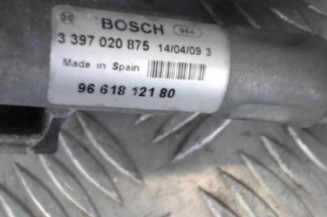 BOSCH
3 397 020 875 14/04/09 3
Made in Spain
96 618 121 80